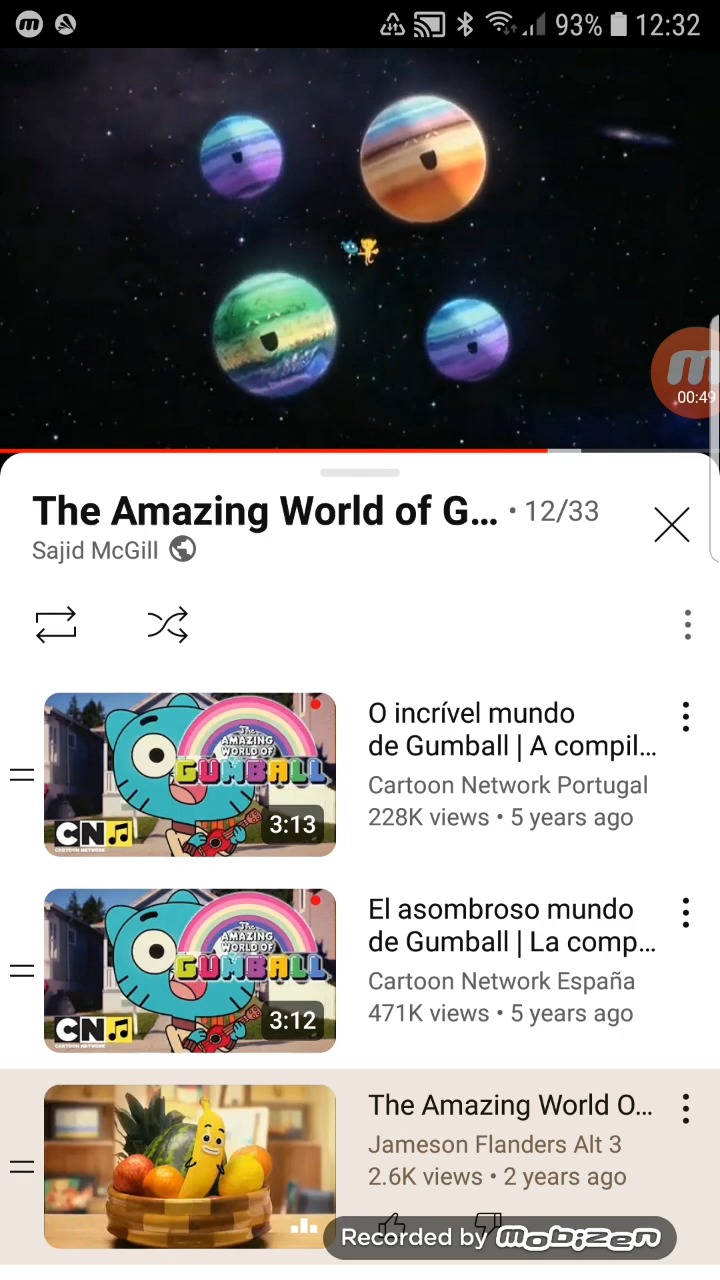 93% 12:32
m
00:49
The Amazing World of G... • 12/33
Sajid McGill
The
AMAZING
WORLD OF
GUMBALL
CN
CARTOON NETWORK
3:13
O incrível mundo
de Gumball | A compil...
Cartoon Network Portugal
228K views • 5 years ago
The
AMAZING
WORLD OF
GUMBALL
CN
CARTOON NETWORK
3:12
El asombroso mundo
de Gumball | La comp...
Cartoon Network España
471K views • 5 years ago
The Amazing World O...
Jameson Flanders Alt 3
2.6K views • 2 years ago
Recorded by mobizen